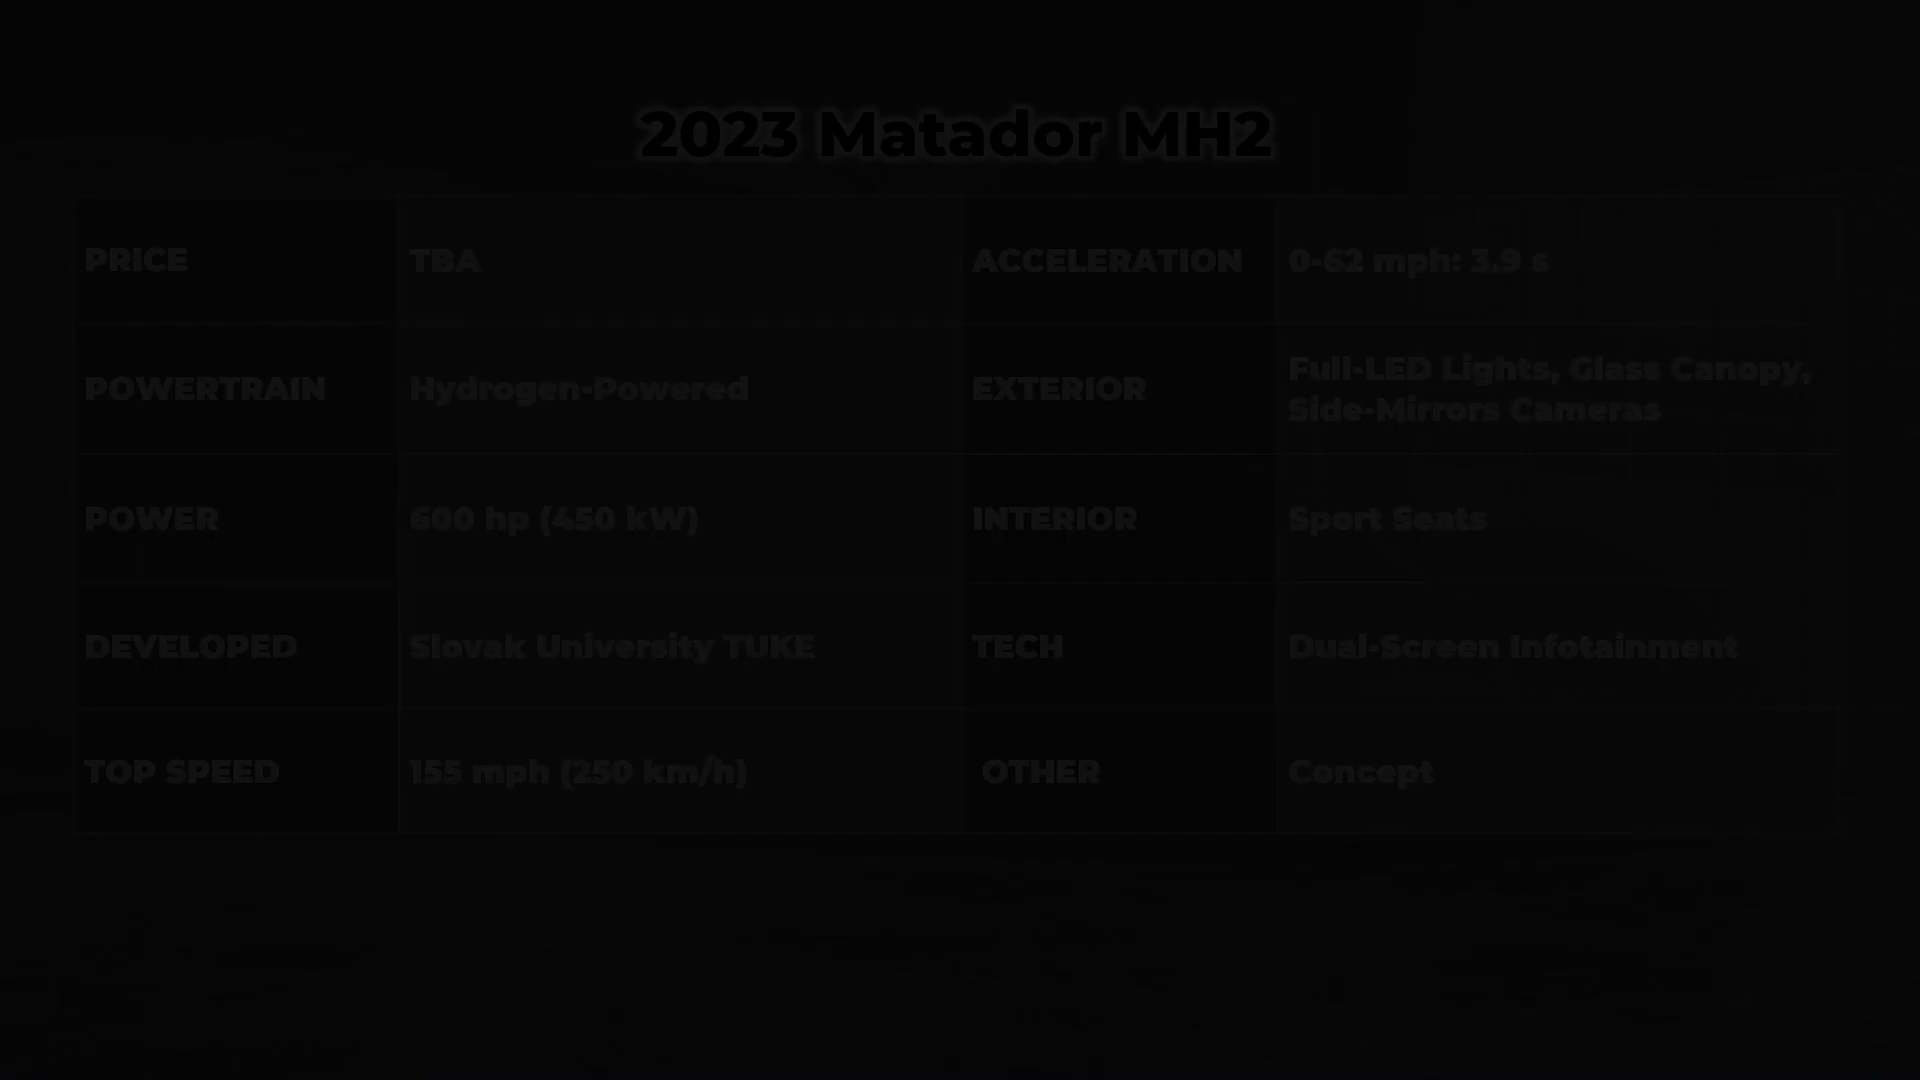 2023 Matador MH2
PRICE TBA ACCELERATION 0-62 mph: 3.9 s
POWERTRAIN Hydrogen-Powered EXTERIOR Full-LED Lights, Glass Canopy,
Side-Mirrors Cameras
POWER 600 hp (450 kW) INTERIOR Sport Seats
DEVELOPED Slovak University TUKE TECH Dual-Screen Infotainment
TOP SPEED 155 mph (250 km/h) OTHER Concept